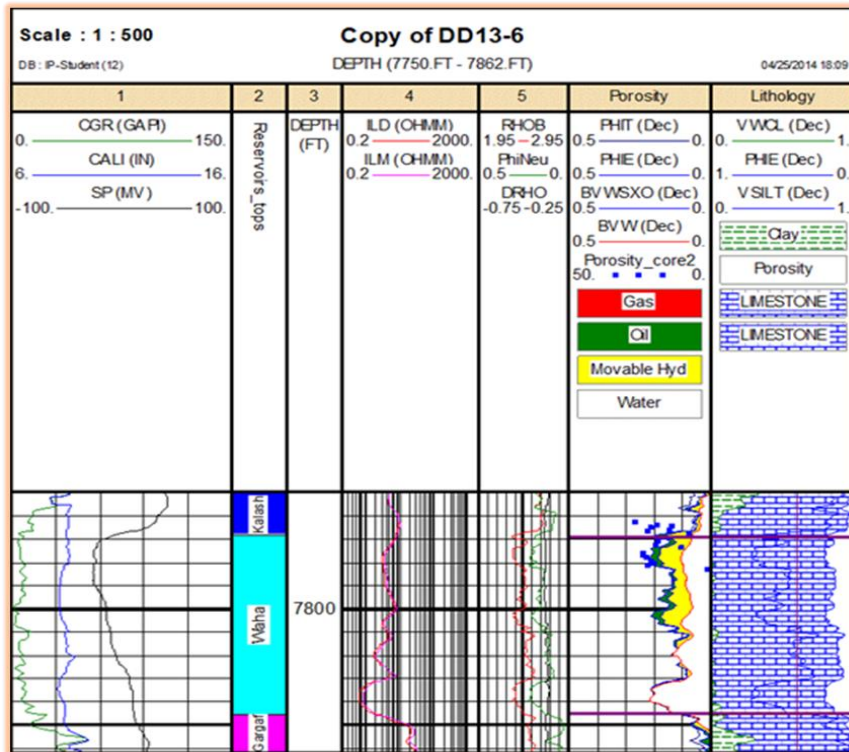 Scale : 1 : 500
Copy of DD13-6
DB : IP-Student (12)
DEPTH (7750.FT - 7862.FT)
04/25/2014 18:09
1 2 3 4 5 Porosity Lithology
CGR (GAPI)
0. 150.
CALI (IN)
6. 16.
SP (MV)
-100. 100.
Reservoirs_tops
DEPTH
(FT)
ILD (OHMM)
0.2 2000.
ILM (OHMM)
0.2 2000.
RHOB
1.95 2.95
PhiNeu
0.5 0.
DRHO
-0.75 -0.25
PHIT (Dec)
0.5 0.
PHIE (Dec)
0.5 0.
BVWSXO (Dec)
0.5 0.
BVW (Dec)
0.5 0.
Porosity_core2
50. 0.
Gas
Oil
Movable Hyd
Water
VWCL (Dec)
0. 1.
PHIE (Dec)
1. 0.
VSILT (Dec)
0. 1.
Clay
Porosity
LIMESTONE
LIMESTONE
Kalash
Waha
Gargaf
7800